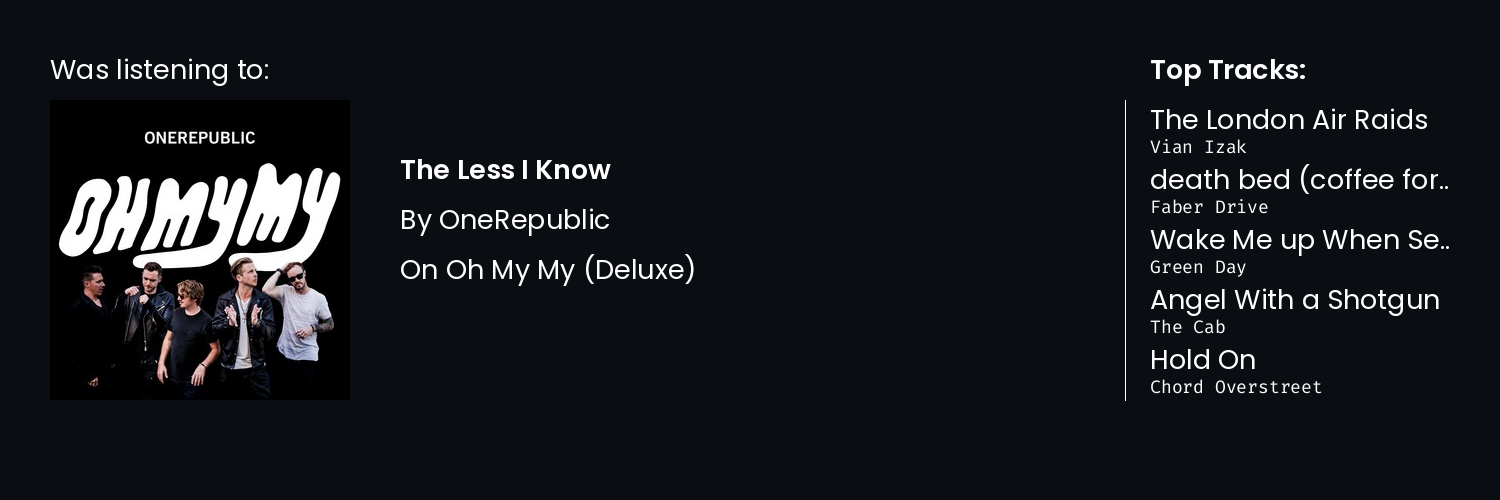 Was listening to:
ONEREPUBLIC
OH MY MY
The Less I Know
By OneRepublic
On Oh My My (Deluxe)
Top Tracks:
The London Air Raids
Vian Izak
death bed (coffee for..
Faber Drive
Wake Me up When Se..
Green Day
Angel With a Shotgun
The Cab
Hold On
Chord Overstreet